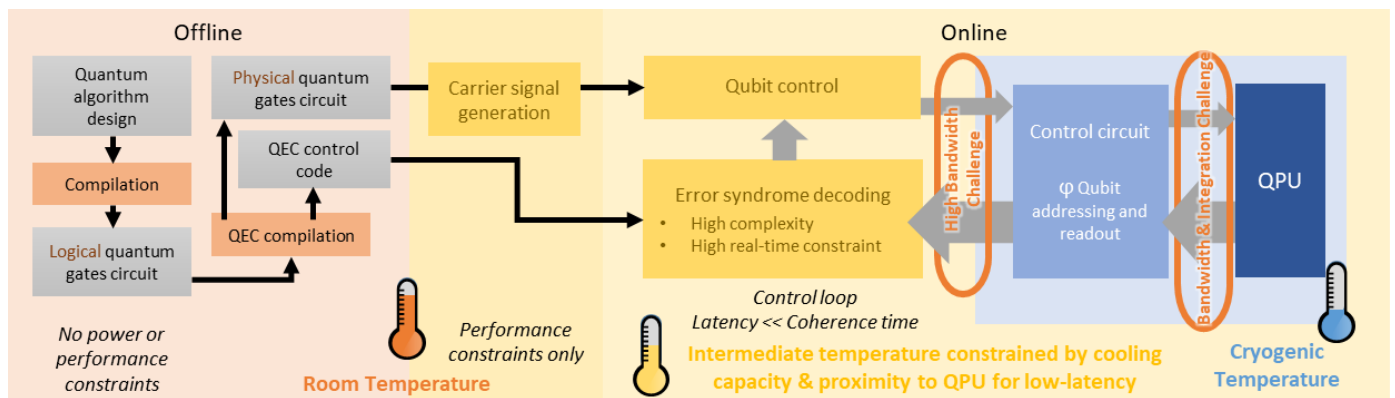 Offline
Online
Quantum
algorithm
design
Compilation
Logical quantum
gates circuit
Physical quantum
gates circuit
QEC control
code
QEC compilation
Carrier signal
generation
Qubit control
Error syndrome decoding
• High complexity
• High real-time constraint
High Bandwidth
Challenge
Control circuit
φ Qubit
addressing and
readout
Bandwidth & Integration Challenge
QPU
No power or
performance
constraints
Room Temperature
Performance
constraints only
Control loop
Latency << Coherence time
Intermediate temperature constrained by cooling
capacity & proximity to QPU for low-latency
Cryogenic
Temperature